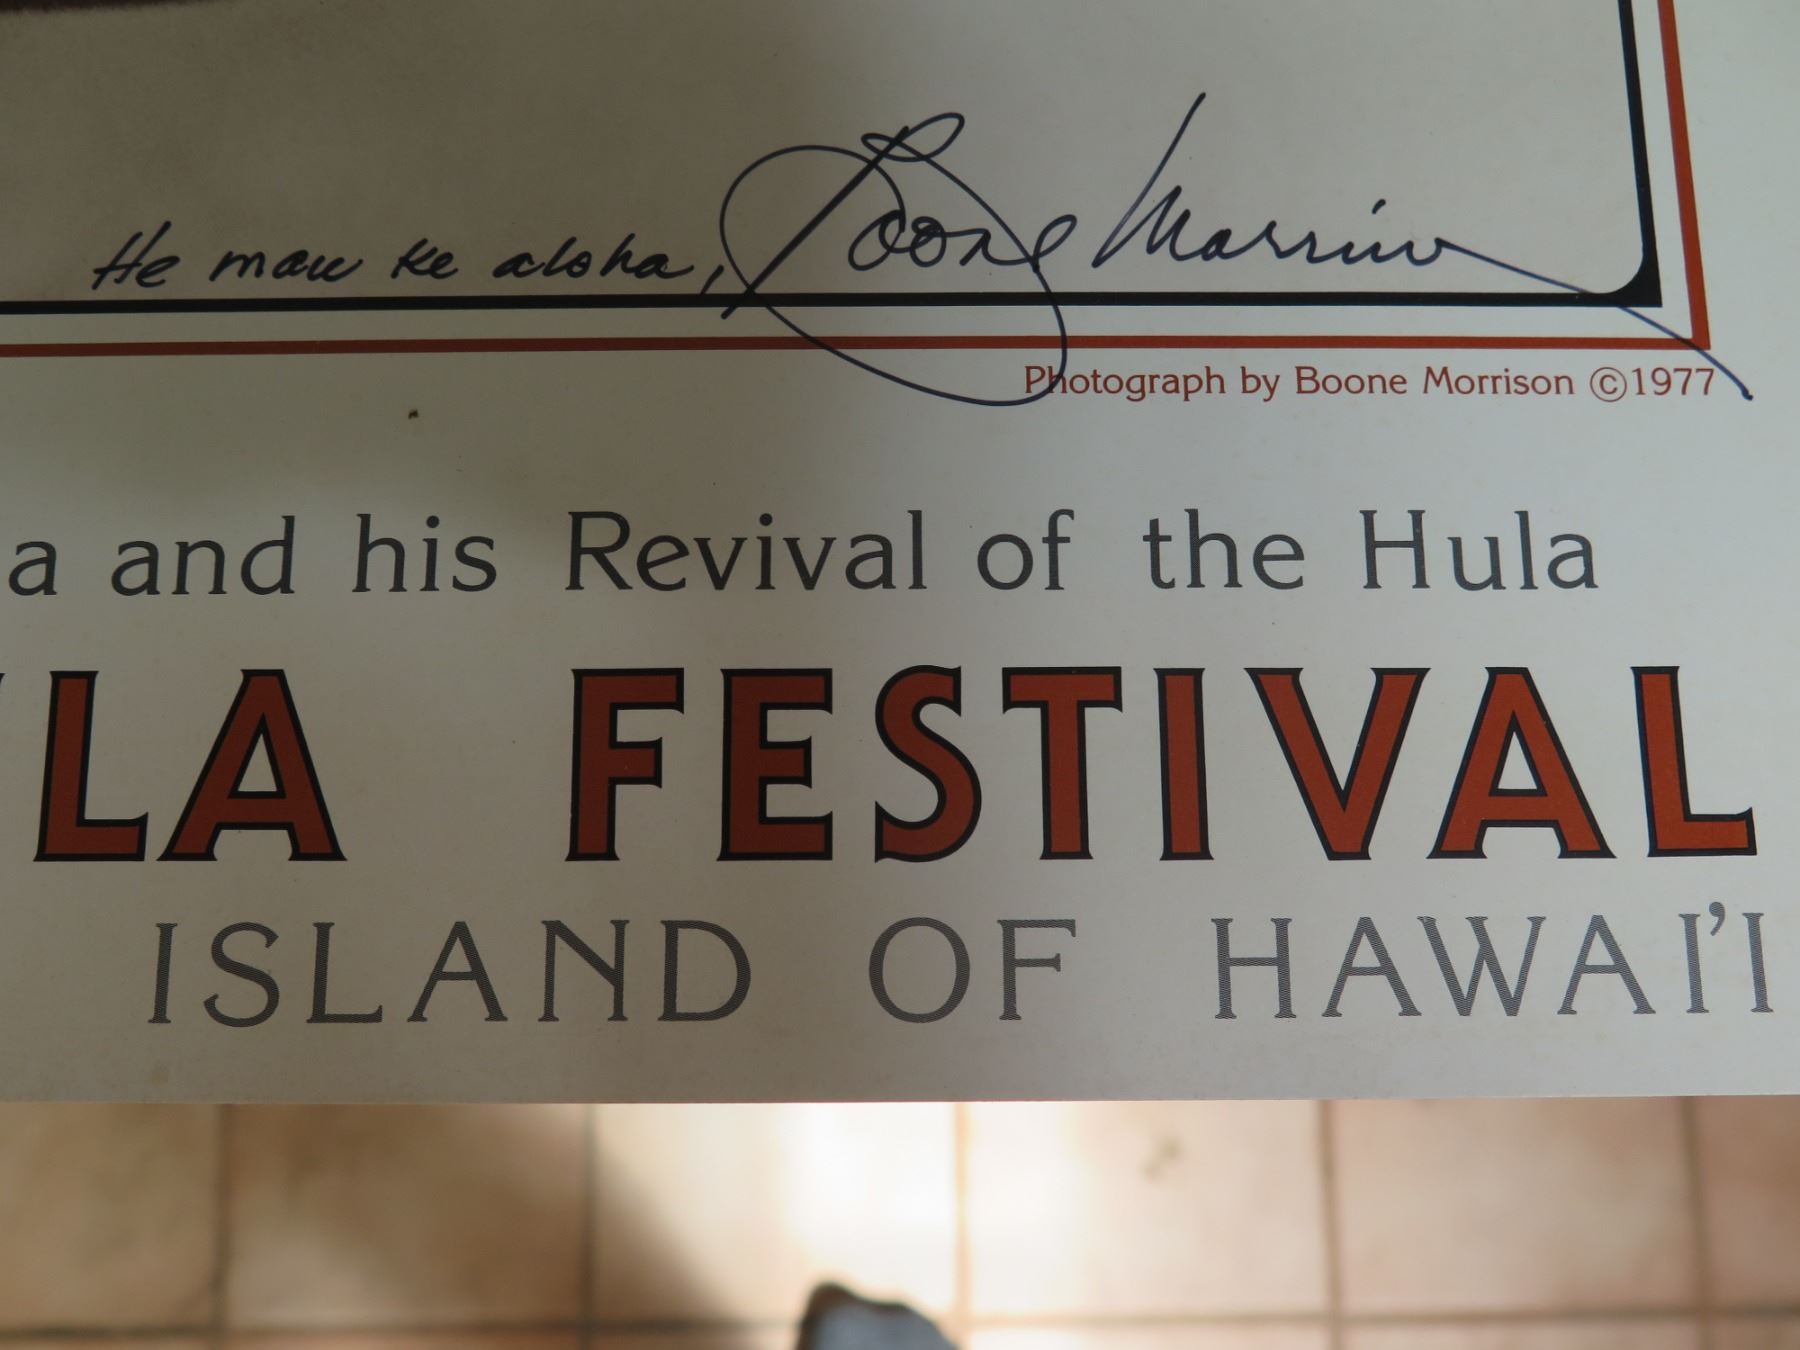 He mau ke aloha, Boone Morrison
Photograph by Boone Morrison ©1977
a and his Revival of the Hula
LA FESTIVAL
ISLAND OF HAWAI'I